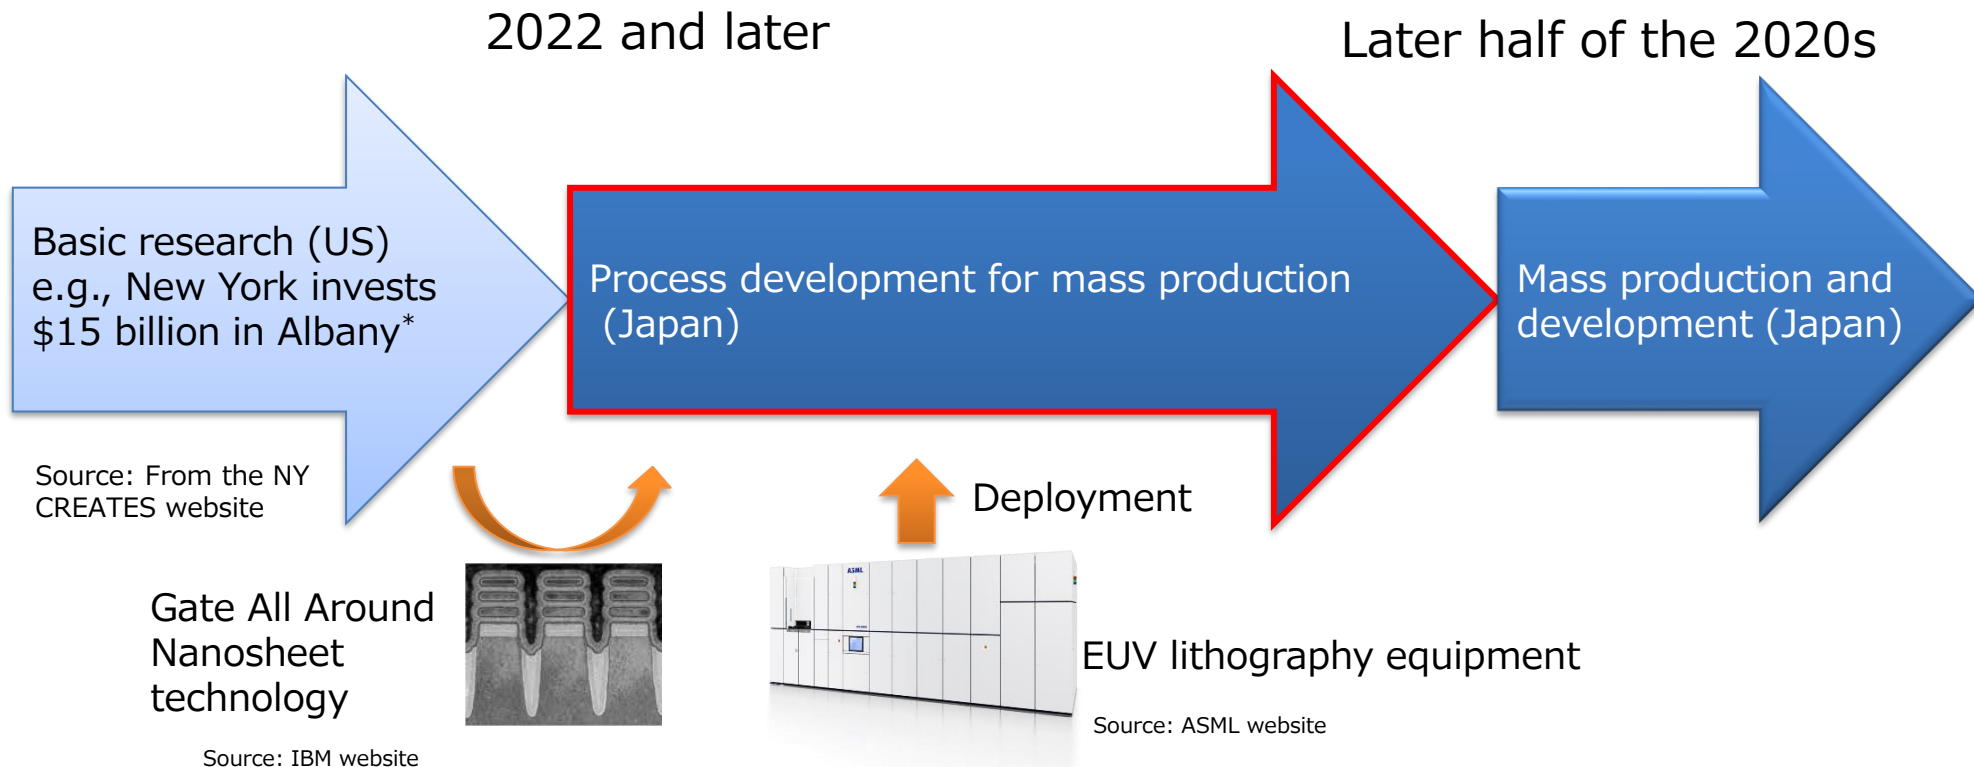 2022 and later
Later half of the 2020s
Basic research (US)
e.g., New York invests
$15 billion in Albany*
Process development for mass production
(Japan)
Mass production and
development (Japan)
Source: From the NY
CREATES website
Deployment
Gate All Around
Nanosheet
technology
Source: IBM website
ASML
EUV lithography equipment
Source: ASML website